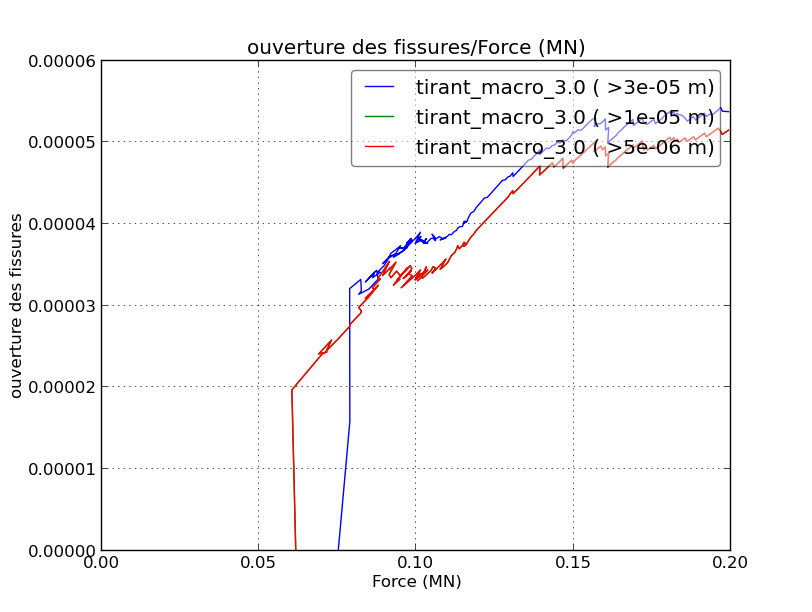 ouverture des fissures/Force (MN)
tirant_macro_3.0 ( >3e-05 m)
tirant_macro_3.0 ( >1e-05 m)
tirant_macro_3.0 ( >5e-06 m)
ouverture des fissures
0.00006
0.00005
0.00004
0.00003
0.00002
0.00001
0.00000
0.00 0.05 0.10 0.15 0.20
Force (MN)